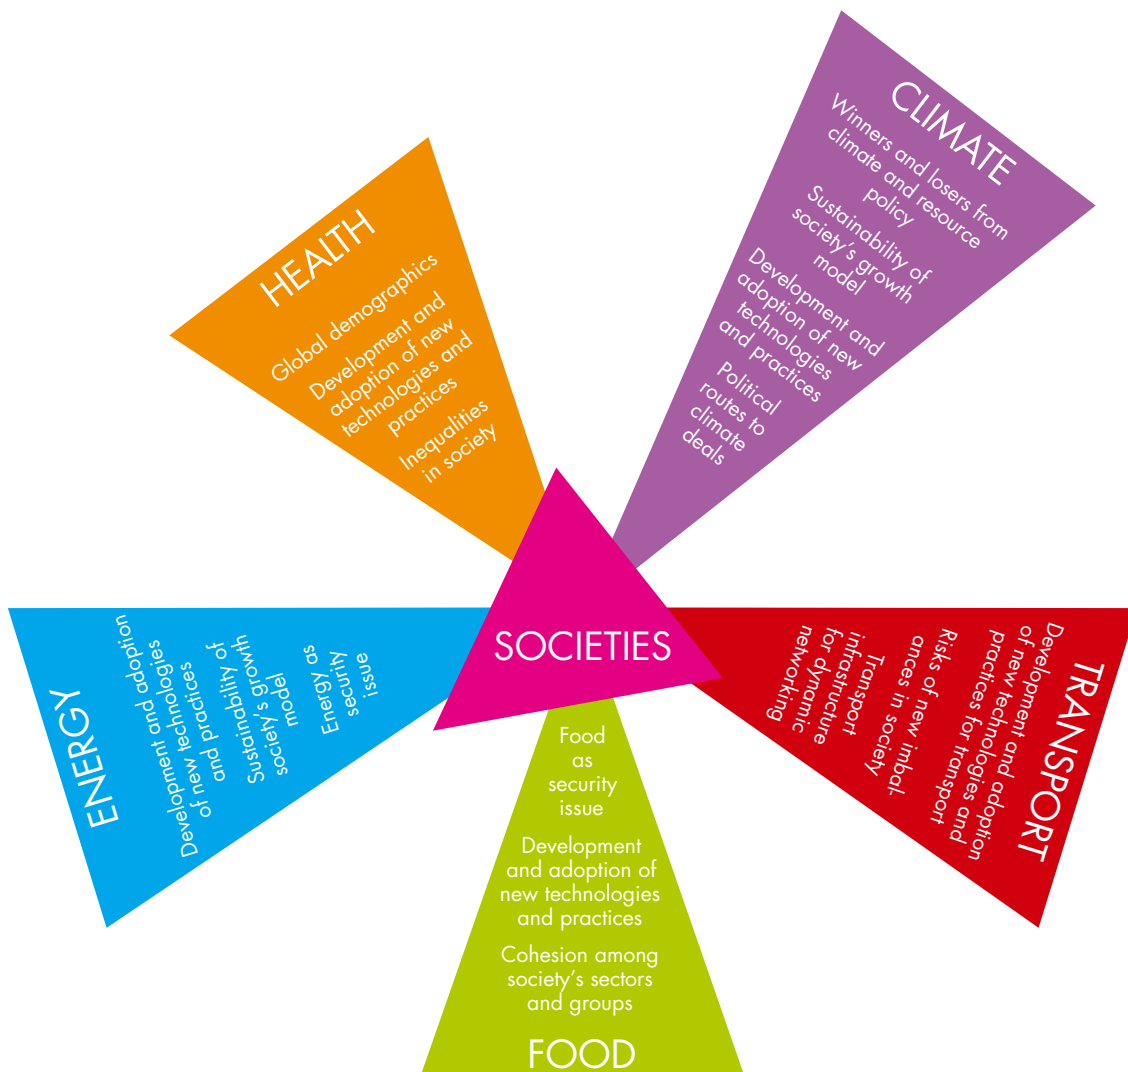 CLIMATE
Winners and losers from
climate and resource
policy
Sustainability of
society's growth
model
Development and
adoption of new
technologies
and practices
Political
routes to
climate
deals
HEALTH
Global demographics
Development and
adoption of new
technologies and
practices
Inequalities
in society
SOCIETIES
ENERGY
Development and adoption
of new technologies
and practices
Sustainability of
society's growth
model
Energy as
security
issue
TRANSPORT
Development and adoption
of new technologies and
practices for transport
Risks of new imbal-
ances in society
Transport
infrastructure
for dynamic
networking
Food
as
security
issue
Development
and adoption of
new technologies
and practices
Cohesion among
society's sectors
and groups
FOOD